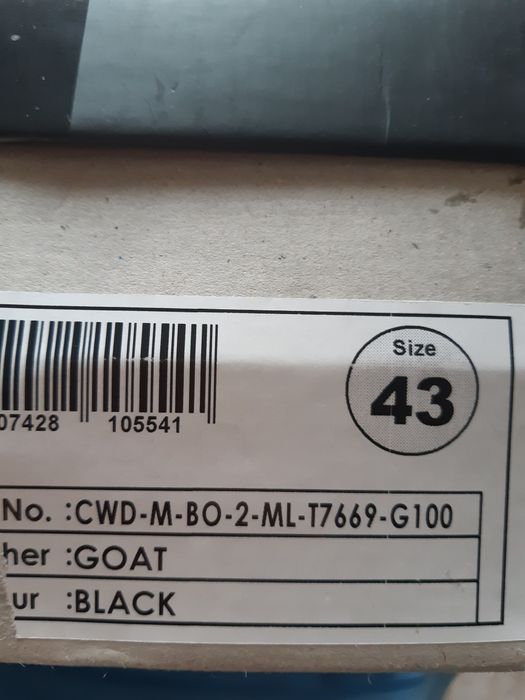 Size
43
07428 105541
No. :CWD-M-BO-2-ML-T7669-G100
her :GOAT
ur :BLACK